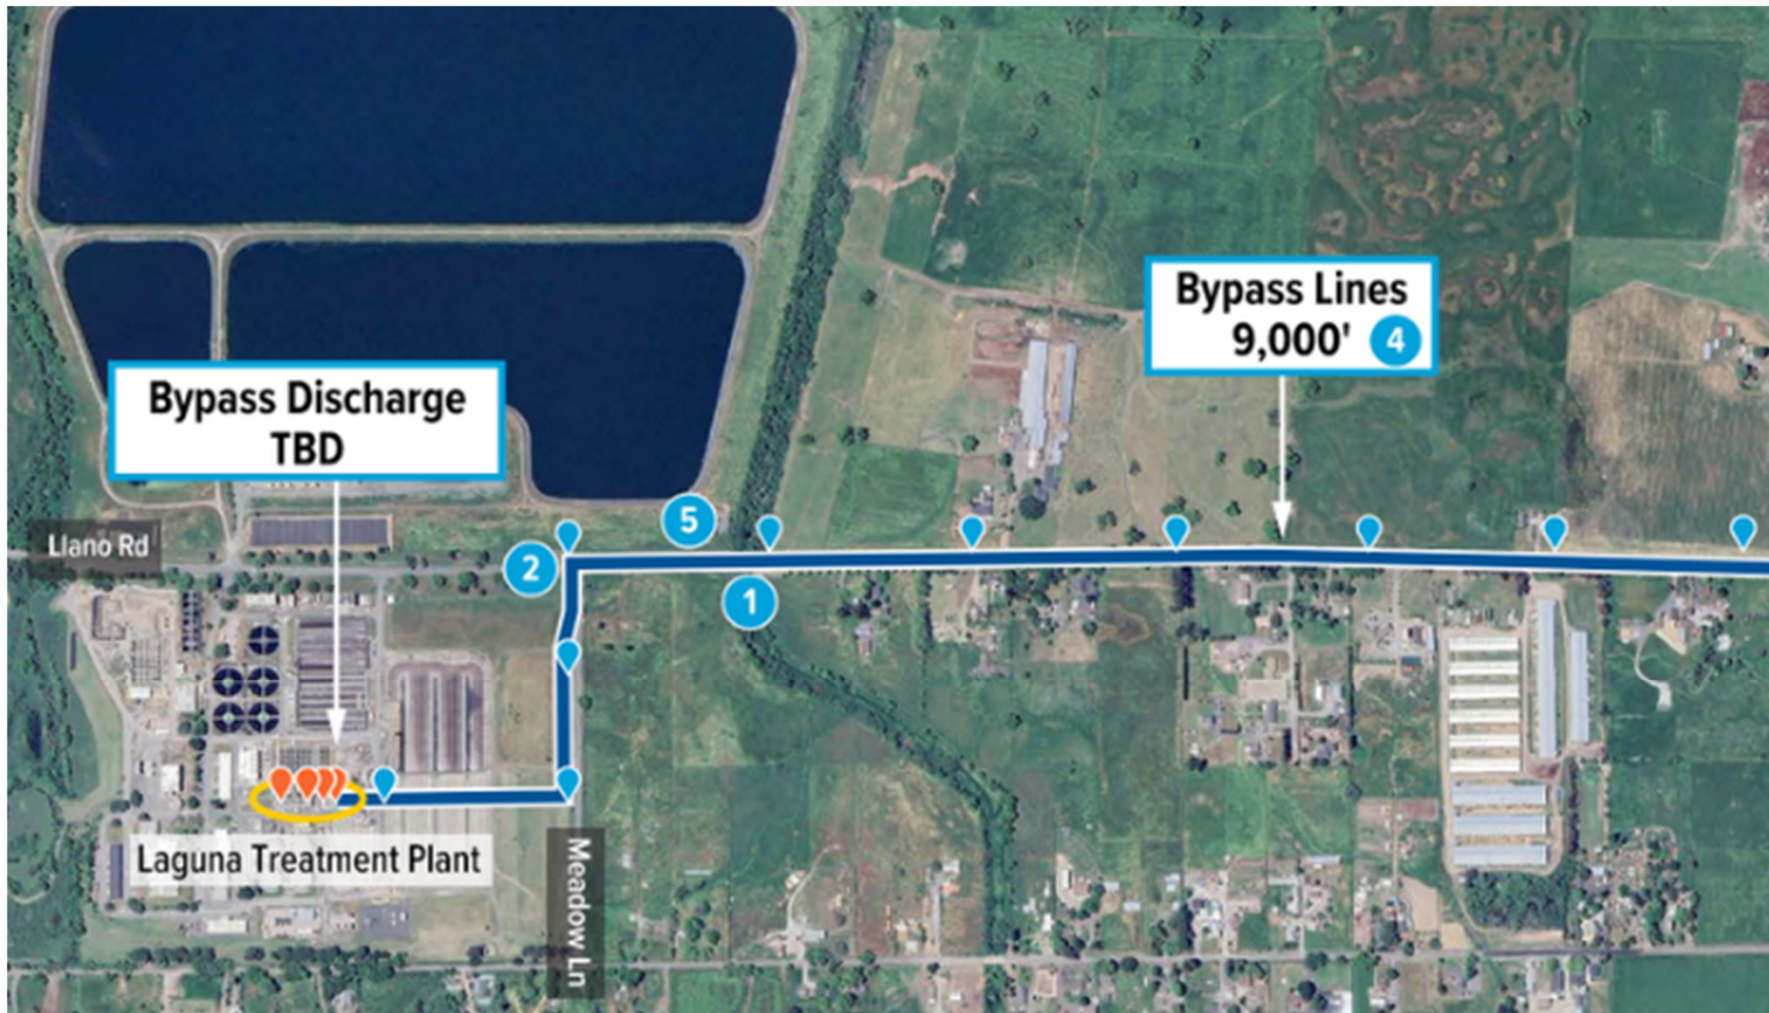 Bypass Lines
9,000' 4
Bypass Discharge
TBD
5
Llano Rd
2
1
Laguna Treatment Plant
Meadow Ln